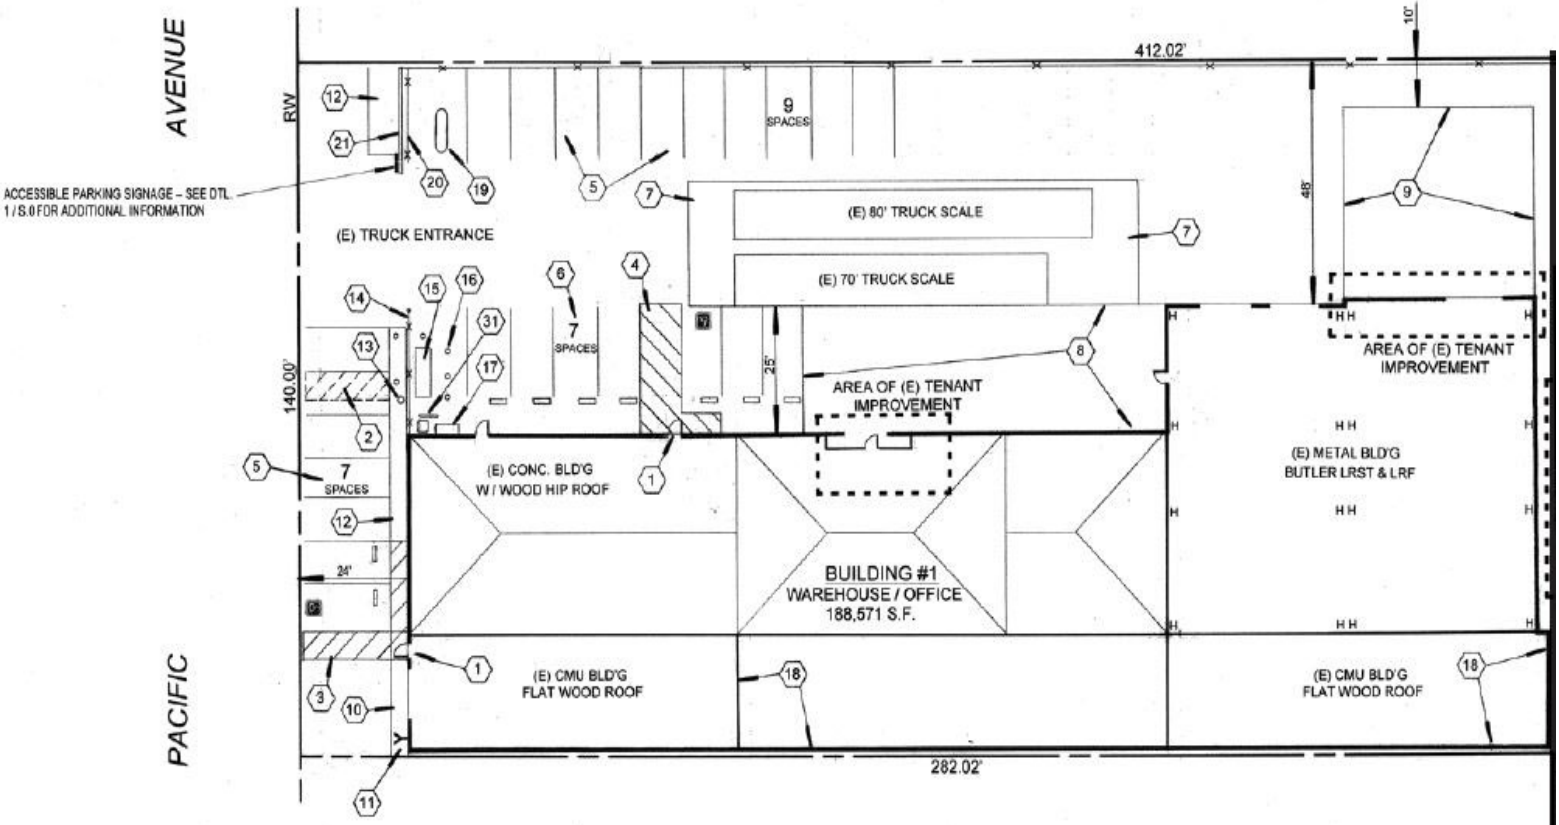 AVENUE
PACIFIC
RW
140.00'
412.02'
10'
48'
12
21
20
19
9
SPACES
5
7
9
ACCESSIBLE PARKING SIGNAGE – SEE DTL.
1 / S.0 FOR ADDITIONAL INFORMATION
(E) TRUCK ENTRANCE
(E) 80' TRUCK SCALE
7
(E) 70' TRUCK SCALE
14
15
16
6
4
31
13
17
7
SPACES
25'
8
AREA OF (E) TENANT
IMPROVEMENT
AREA OF (E) TENANT
IMPROVEMENT
2
5
7
SPACES
12
24'
(E) CONC. BLD'G
W / WOOD HIP ROOF
1
(E) METAL BLD'G
BUTLER LRST & LRF
BUILDING #1
WAREHOUSE / OFFICE
188,571 S.F.
3
10
11
1
(E) CMU BLD'G
FLAT WOOD ROOF
18
(E) CMU BLD'G
FLAT WOOD ROOF
18
282.02'